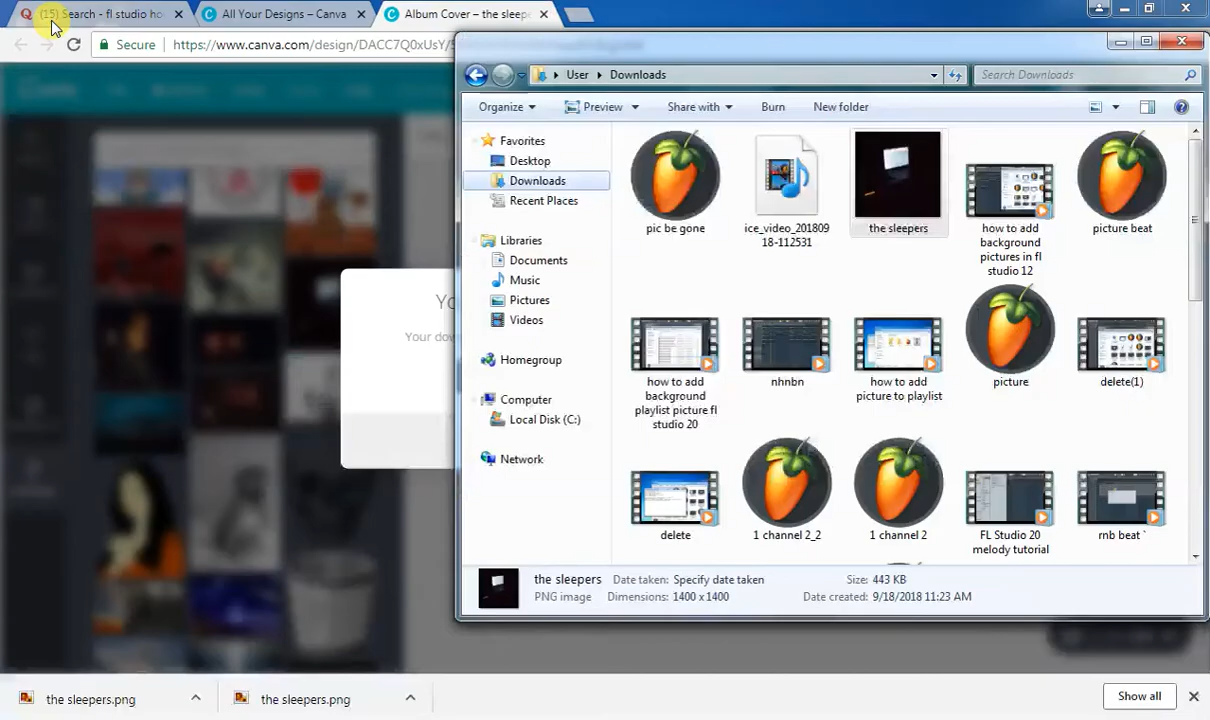 (15) Search - fl studio ho
All Your Designs – Canva
Album Cover – the sleepe
Secure
https://www.canva.com/design/DACC7Q0xUsY/
User
Downloads
Search Downloads
Organize
Preview
Share with
Burn
New folder
Favorites
Desktop
Downloads
Recent Places
Libraries
Documents
Music
Pictures
Videos
Homegroup
Computer
Local Disk (C:)
Network
pic be gone
ice_video_201809
18-112531
the sleepers
how to add
background
pictures in fl
studio 12
picture beat
how to add
background
playlist picture fl
studio 20
nhnbn
how to add
picture to playlist
picture
delete(1)
delete
1 channel 2_2
1 channel 2
FL Studio 20
melody tutorial
rnb beat `
the sleepers
Date taken: Specify date taken
Size: 443 KB
PNG image
Dimensions: 1400 x 1400
Date created: 9/18/2018 11:23 AM
Yo
Your dow
the sleepers.png
the sleepers.png
Show all